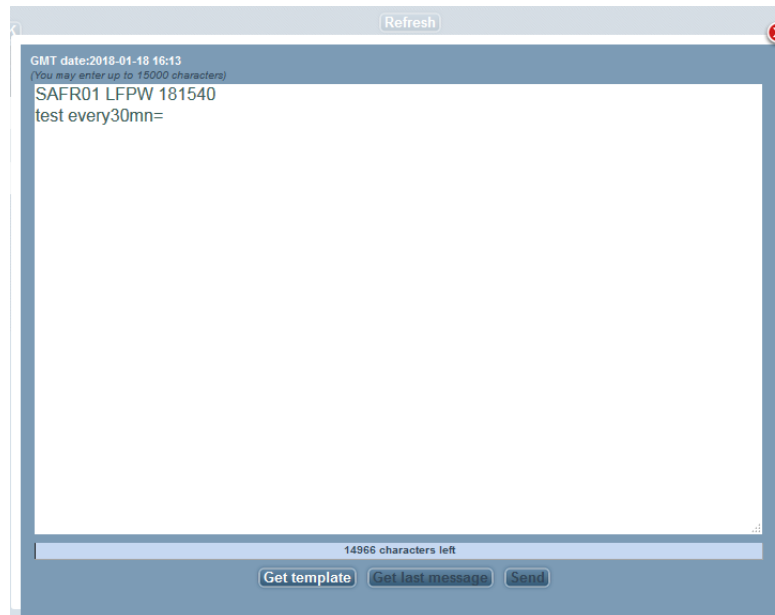 Refresh
GMT date:2018-01-18 16:13
(You may enter up to 15000 characters)
SAFR01 LFPW 181540
test every30mn=
14966 characters left
Get template Get last message Send